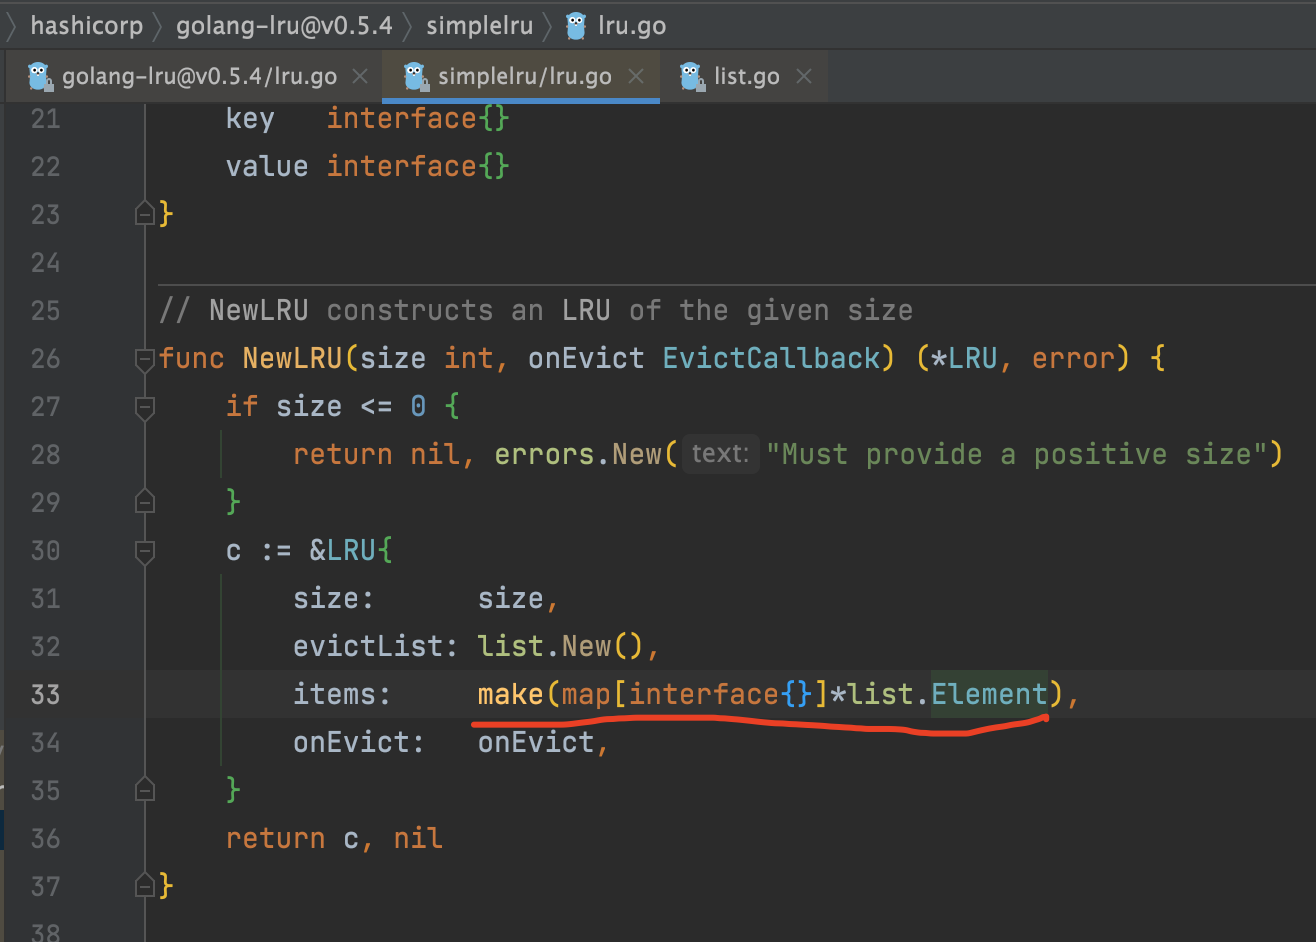 hashicorp golang-lru@v0.5.4 simplelru lru.go
golang-lru@v0.5.4/lru.go simplelru/lru.go list.go
21 key interface{}
22 value interface{}
23 }
24
25 // NewLRU constructs an LRU of the given size
26 func NewLRU(size int, onEvict EvictCallback) (*LRU, error) {
27 if size <= 0 {
28 return nil, errors.New( text: "Must provide a positive size")
29 }
30 c := &LRU{
31 size: size,
32 evictList: list.New(),
33 items: make(map[interface{}]*list.Element),
34 onEvict: onEvict,
35 }
36 return c, nil
37 }
38